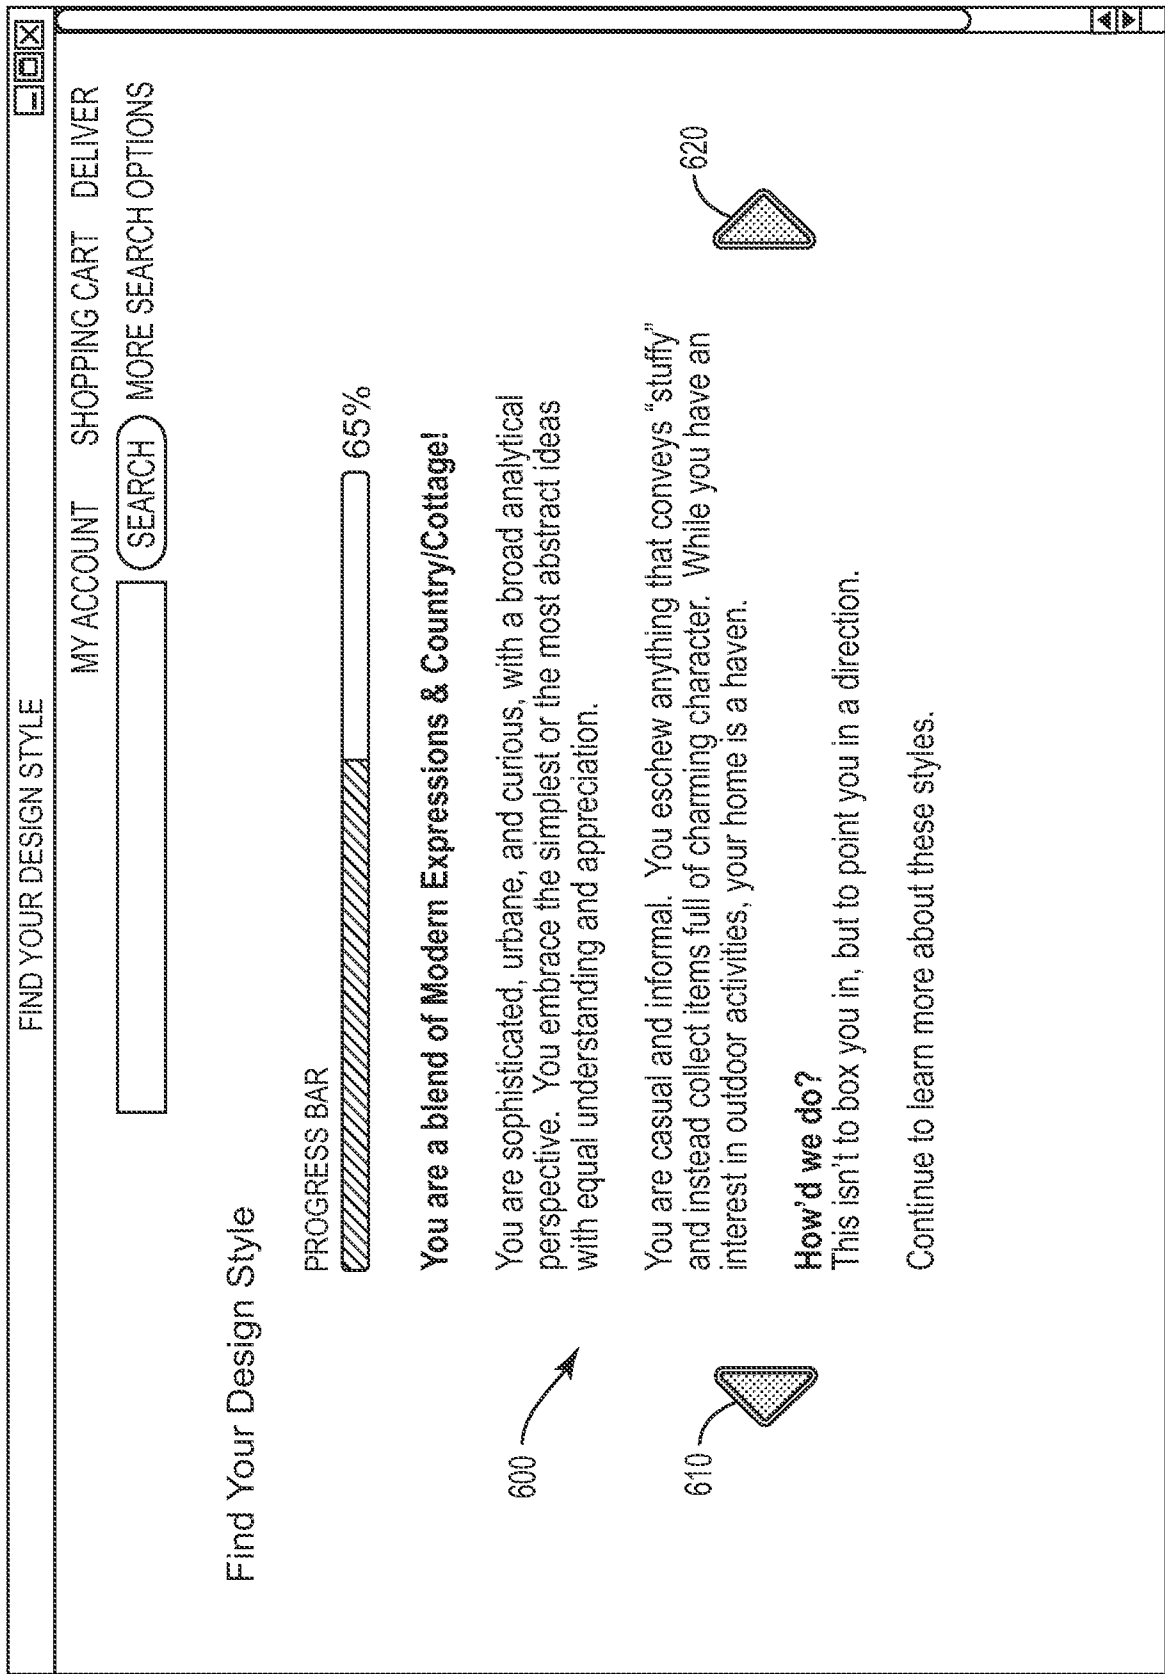 FIND YOUR DESIGN STYLE
MY ACCOUNT SHOPPING CART DELIVER
SEARCH MORE SEARCH OPTIONS
Find Your Design Style
PROGRESS BAR
65%
You are a blend of Modern Expressions & Country/Cottage!
You are sophisticated, urbane, and curious, with a broad analytical
perspective. You embrace the simplest or the most abstract ideas
with equal understanding and appreciation.
600
You are casual and informal. You eschew anything that conveys “stuffy”
and instead collect items full of charming character. While you have an
interest in outdoor activities, your home is a haven.
610
620
How'd we do?
This isn't to box you in, but to point you in a direction.
Continue to learn more about these styles.